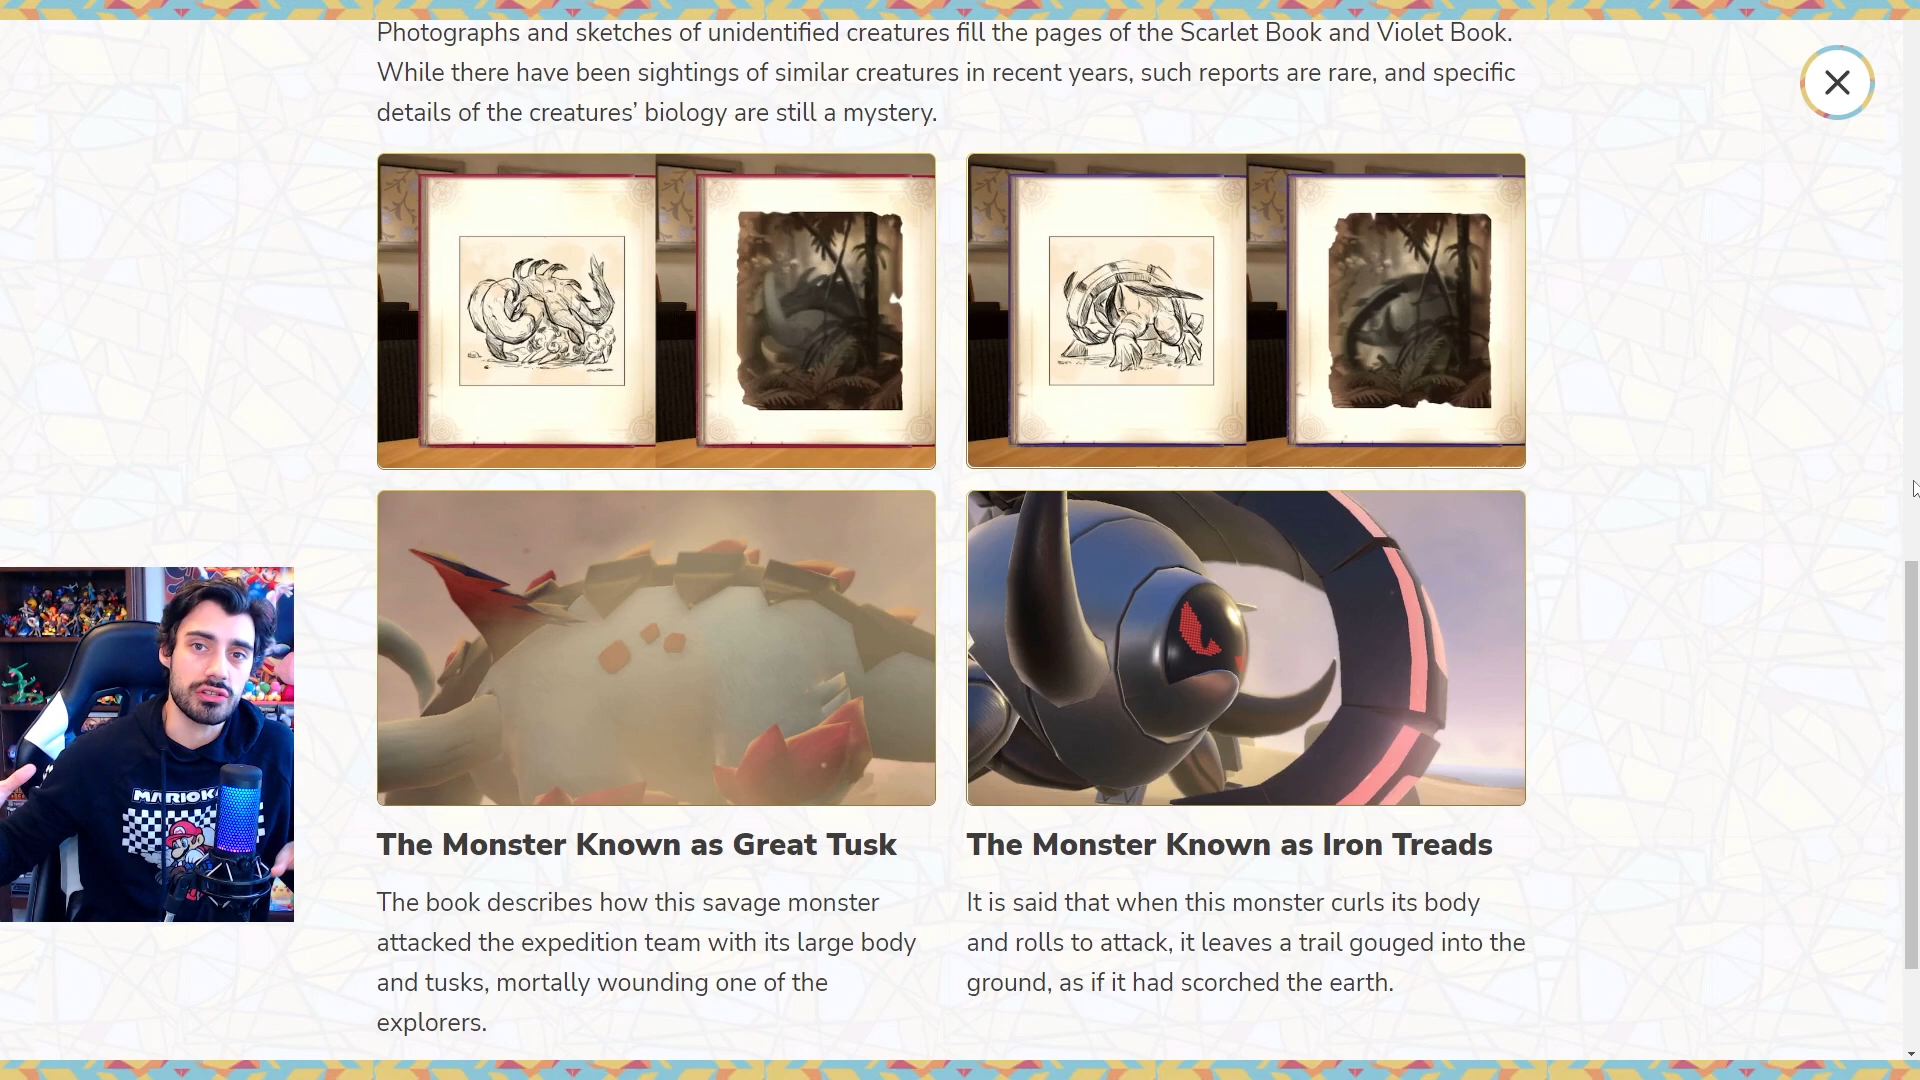 Photographs and sketches of unidentified creatures fill the pages of the Scarlet Book and Violet Book.
While there have been sightings of similar creatures in recent years, such reports are rare, and specific
details of the creatures’ biology are still a mystery.
The Monster Known as Great Tusk
The book describes how this savage monster
attacked the expedition team with its large body
and tusks, mortally wounding one of the
explorers.
The Monster Known as Iron Treads
It is said that when this monster curls its body
and rolls to attack, it leaves a trail gouged into the
ground, as if it had scorched the earth.
MARIOK